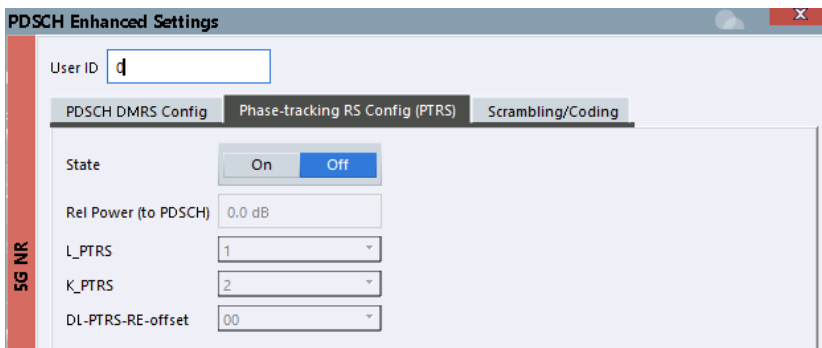 PDSCH Enhanced Settings
X
5G NR
User ID 0
PDSCH DMRS Config Phase-tracking RS Config (PTRS) Scrambling/Coding
State On Off
Rel Power (to PDSCH) 0.0 dB
L_PTRS 1
K_PTRS 2
DL-PTRS-RE-offset 00